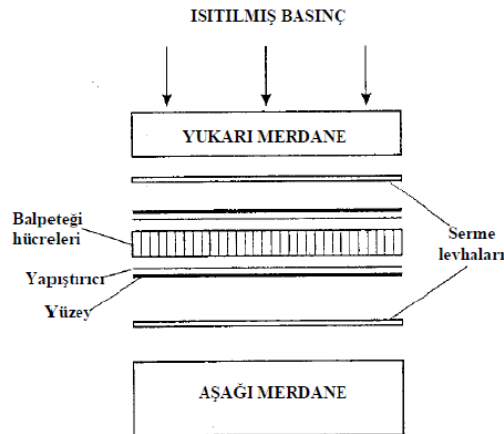 ISITILMIŞ BASINÇ
YUKARI MERDANE
Balpeteği
hücreleri
Serme
levhaları
Yapıştırıcı
Yüzey
AŞAĞI MERDANE